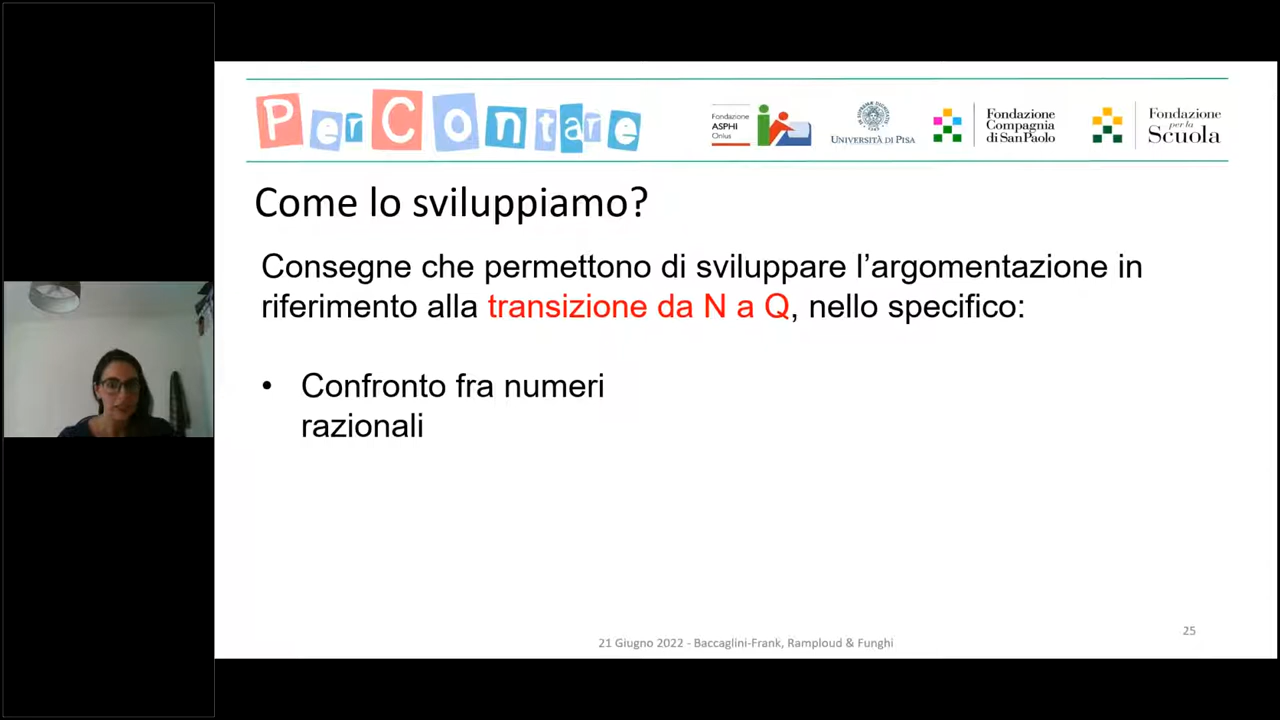 PerContare
Fondazione
ASPHI
Onlus
UNIVERSITÀ DI PISA
Fondazione
Compagnia
di San Paolo
Fondazione
per la
Scuola
Come lo sviluppiamo?
Consegne che permettono di sviluppare l’argomentazione in
riferimento alla transizione da N a Q, nello specifico:
• Confronto fra numeri
razionali
21 Giugno 2022 - Baccaglini-Frank, Ramploud & Funghi
25